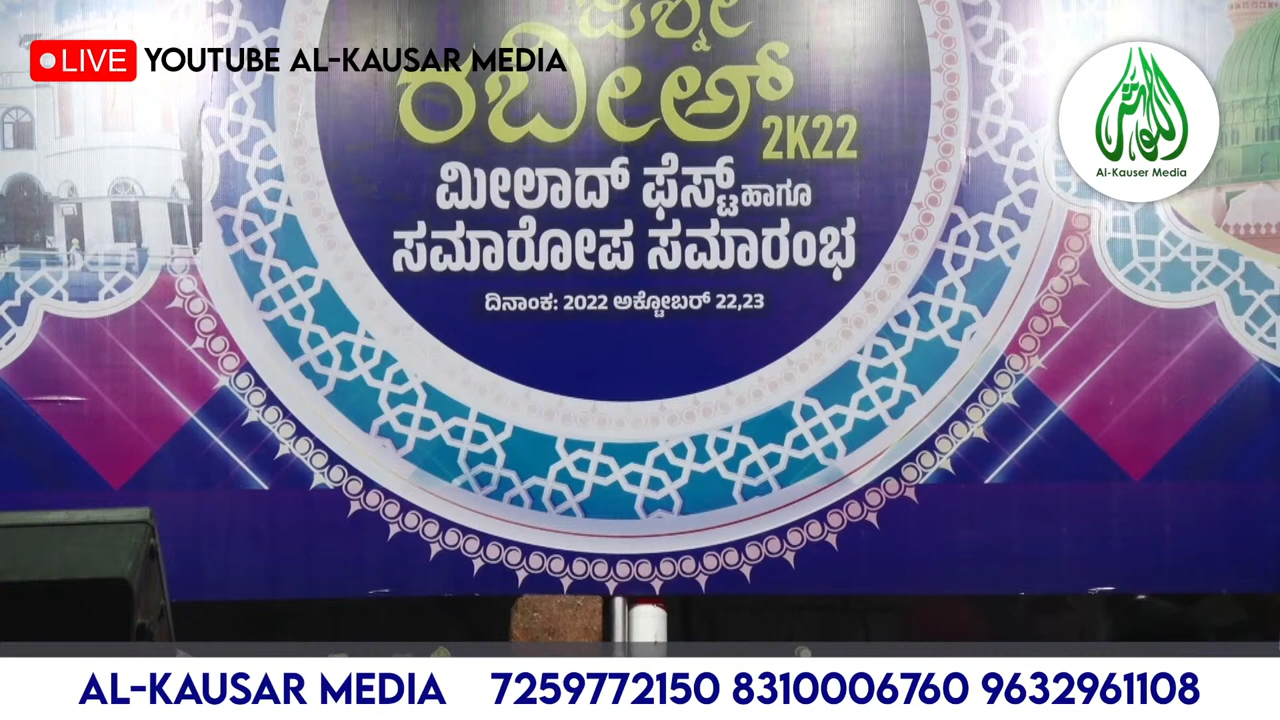 LIVE YOUTUBE AL-KAUSAR MEDIA
ಜಶ್ನೇ
ರಬೀಅ್
2K22
ಮೀಲಾದ್ ಫೆಸ್ಟ್ ಹಾಗೂ
ಸಮಾರೋಪ ಸಮಾರಂಭ
ದಿನಾಂಕ: 2022 ಅಕ್ಟೋಬರ್ 22,23
Al-Kauser Media
AL-KAUSAR MEDIA 7259772150 8310006760 9632961108